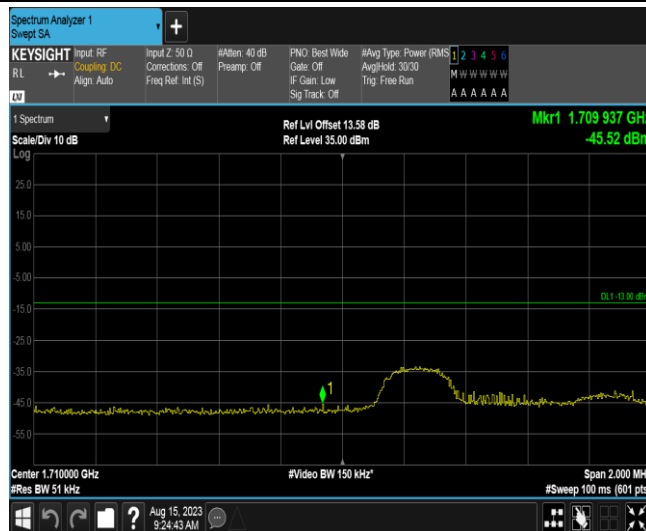 Spectrum Analyzer 1
Swept SA
+
KEYSIGHT
RL
LXI
Input: RF
Coupling: DC
Align: Auto
Input Z: 50 Ω
Corrections: Off
Freq Ref: Int (S)
#Atten: 40 dB
Preamp: Off
PNO: Best Wide
Gate: Off
IF Gain: Low
Sig Track: Off
#Avg Type: Power (RMS
Avg|Hold: 30/30
Trig: Free Run
1 2 3 4 5 6
M W W W W W
A A A A A A
1 Spectrum
Scale/Div 10 dB
Ref Lvl Offset 13.58 dB
Ref Level 35.00 dBm
Mkr1 1.709 937 GHz
-45.52 dBm
Log
25.0
15.0
5.00
-5.00
DL1 -13.00 dBm
-15.0
-25.0
-35.0
1
-45.0
-55.0
Center 1.710000 GHz
#Res BW 51 kHz
#Video BW 150 kHz*
Span 2.000 MH
#Sweep 100 ms (601 pts
?
Aug 15, 2023
9:24:43 AM